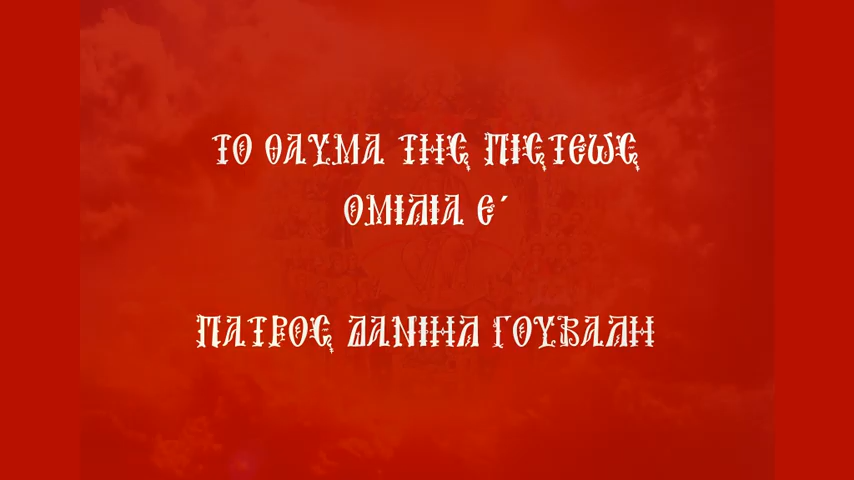 ΤΟ ΘΑΥΜΑ ΤΗΣ ΠΙΣΤΕΩΣ
ΟΜΙΛΙΑ Ε΄
ΠΑΤΡΟΣ ΔΑΝΙΗΛ ΓΟΥΒΑΛΗ